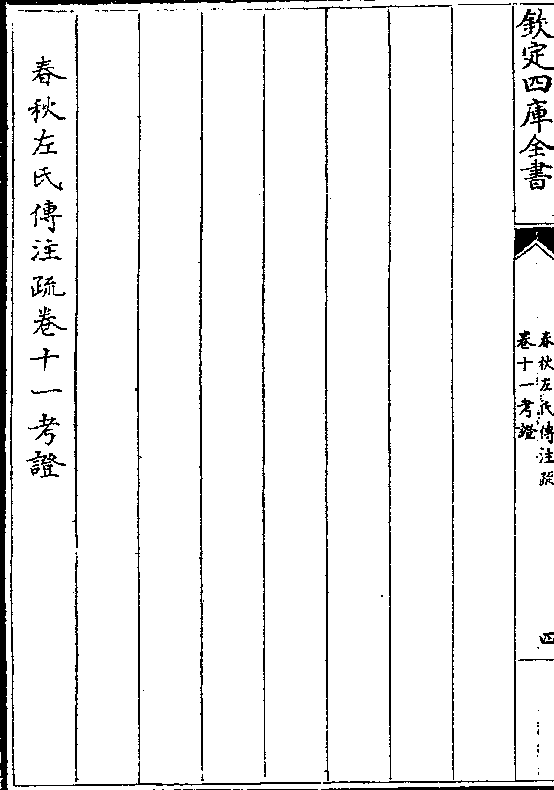 欽定四庫全書
春秋左氏傳注疏
卷十一考證
四
春秋左氏傳注疏卷十一考證